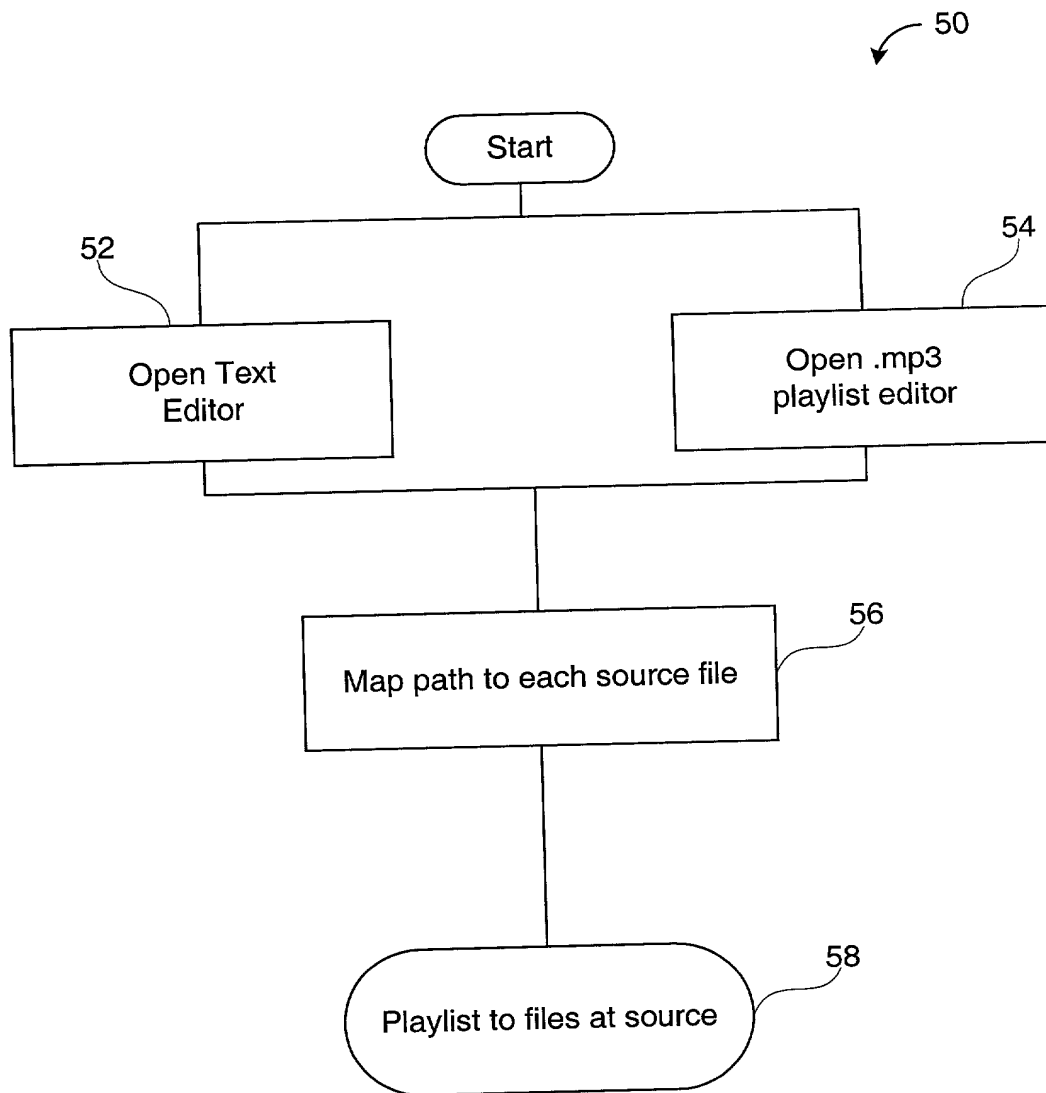 50
Start
52
54
Open Text
Editor
Open .mp3
playlist editor
56
Map path to each source file
58
Playlist to files at source